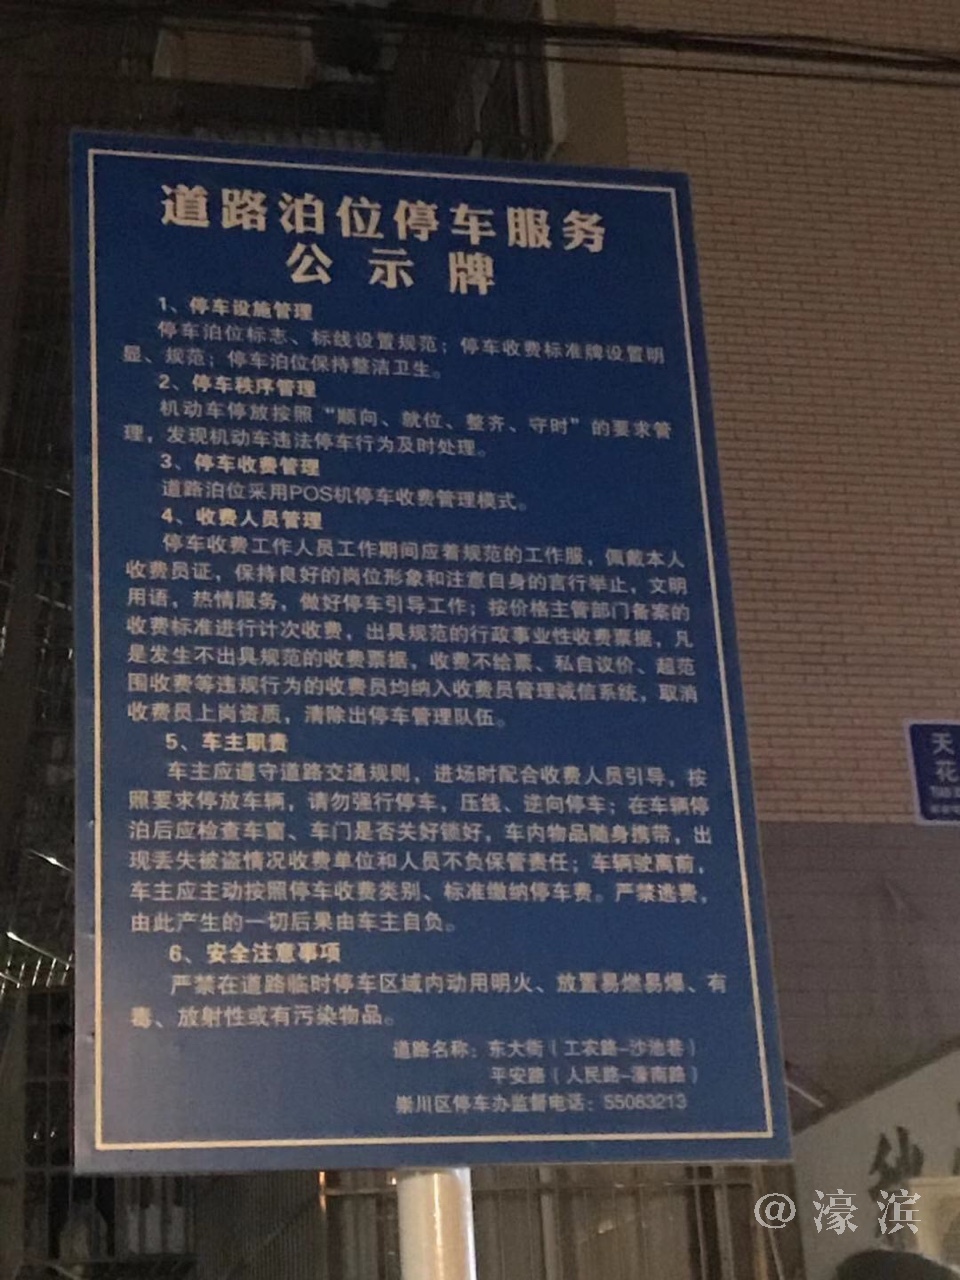 道路泊位停车服务
公示牌
1、停车设施管理
停车泊位标志、标线设置规范；停车收费标准牌设置明
显、规范；停车泊位保持整洁卫生。
2、停车秩序管理
机动车停放按照“顺向、就位、整齐、守时”的要求管
理，发现机动车违法停车行为及时处理。
3、停车收费管理
道路泊位采用POS机停车收费管理模式。
4、收费人员管理
停车收费工作人员工作期间应着规范的工作服，佩戴本人
收费员证，保持良好的岗位形象和注意自身的言行举止，文明
用语，热情服务，做好停车引导工作；按价格主管部门备案的
收费标准进行计次收费，出具规范的行政事业性收费票据，凡
是发生不出具规范的收费票据，收费不给票、私自议价、超范
围收费等违规行为的收费员均纳入收费员管理诚信系统，取消
收费员上岗资质，清除出停车管理队伍。
5、车主职责
车主应遵守道路交通规则，进场时配合收费人员引导，按
照要求停放车辆，请勿强行停车，压线、逆向停车；在车辆停
泊后应检查车窗、车门是否关好锁好，车内物品随身携带，出
现丢失被盗情况收费单位和人员不负保管责任；车辆驶离前，
车主应主动按照停车收费类别、标准缴纳停车费。严禁逃费，
由此产生的一切后果由车主自负。
6、安全注意事项
严禁在道路临时停车区域内动用明火、放置易燃易爆、有
毒、放射性或有污染物品。
道路名称：东大街（工农路-沙池巷）
平安路（人民路-濠南路）
崇川区停车办监督电话：55083213
天
花
@濠滨